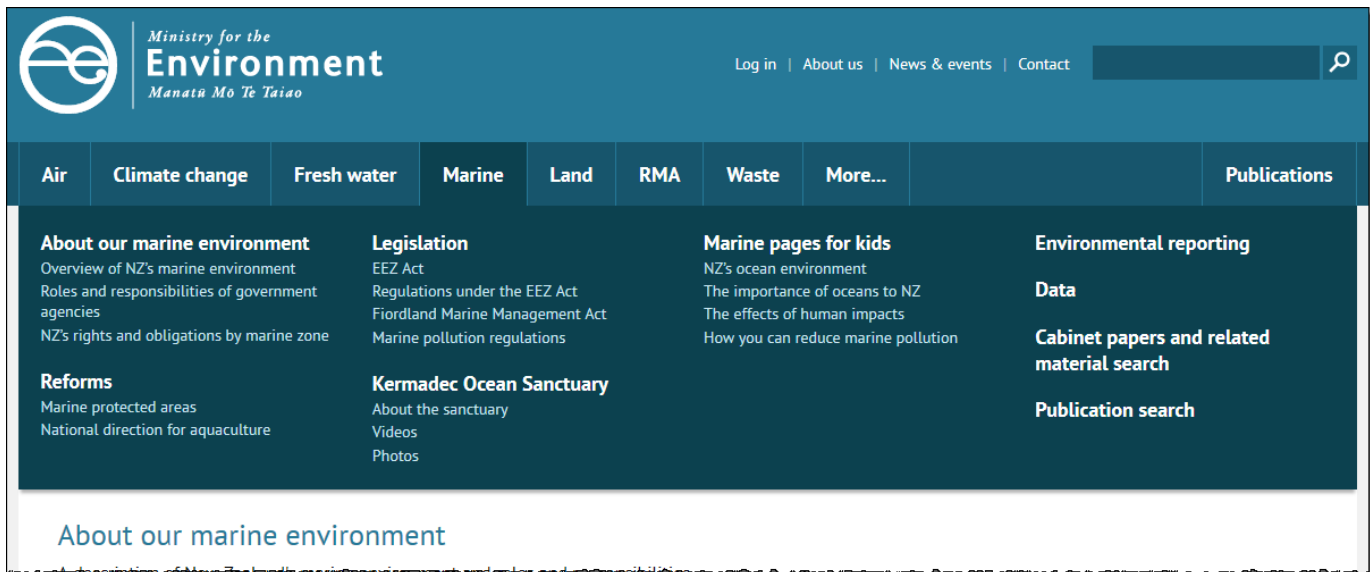 Ministry for the
Environment
Manatū Mō Te Taiao
Log in | About us | News & events | Contact
Air Climate change Fresh water Marine Land RMA Waste More... Publications
About our marine environment
Overview of NZ's marine environment
Roles and responsibilities of government
agencies
NZ's rights and obligations by marine zone
Reforms
Marine protected areas
National direction for aquaculture
Legislation
EEZ Act
Regulations under the EEZ Act
Fiordland Marine Management Act
Marine pollution regulations
Kermadec Ocean Sanctuary
About the sanctuary
Videos
Photos
Marine pages for kids
NZ's ocean environment
The importance of oceans to NZ
The effects of human impacts
How you can reduce marine pollution
Environmental reporting
Data
Cabinet papers and related
material search
Publication search
About our marine environment